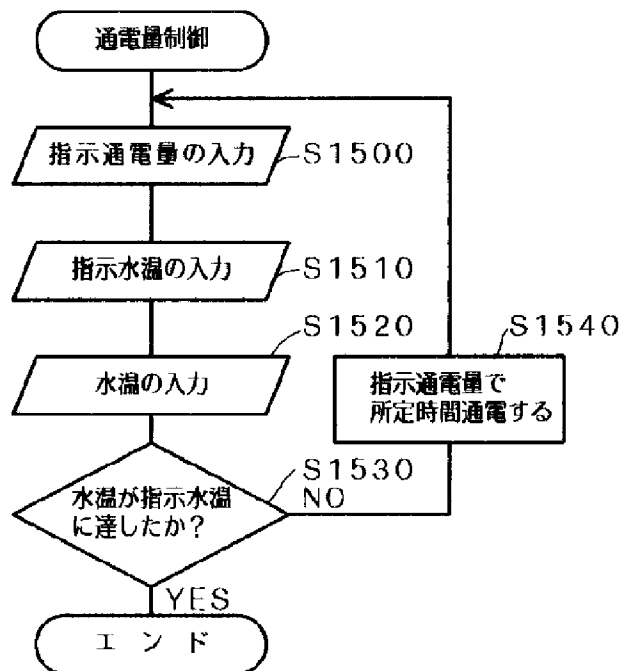 通電量制御
指示通電量の入力
S1500
指示水温の入力
S1510
S1520
水温の入力
S1540
指示通電量で
所定時間通電する
S1530
水温が指示水温
に達したか？
NO
YES
エンド